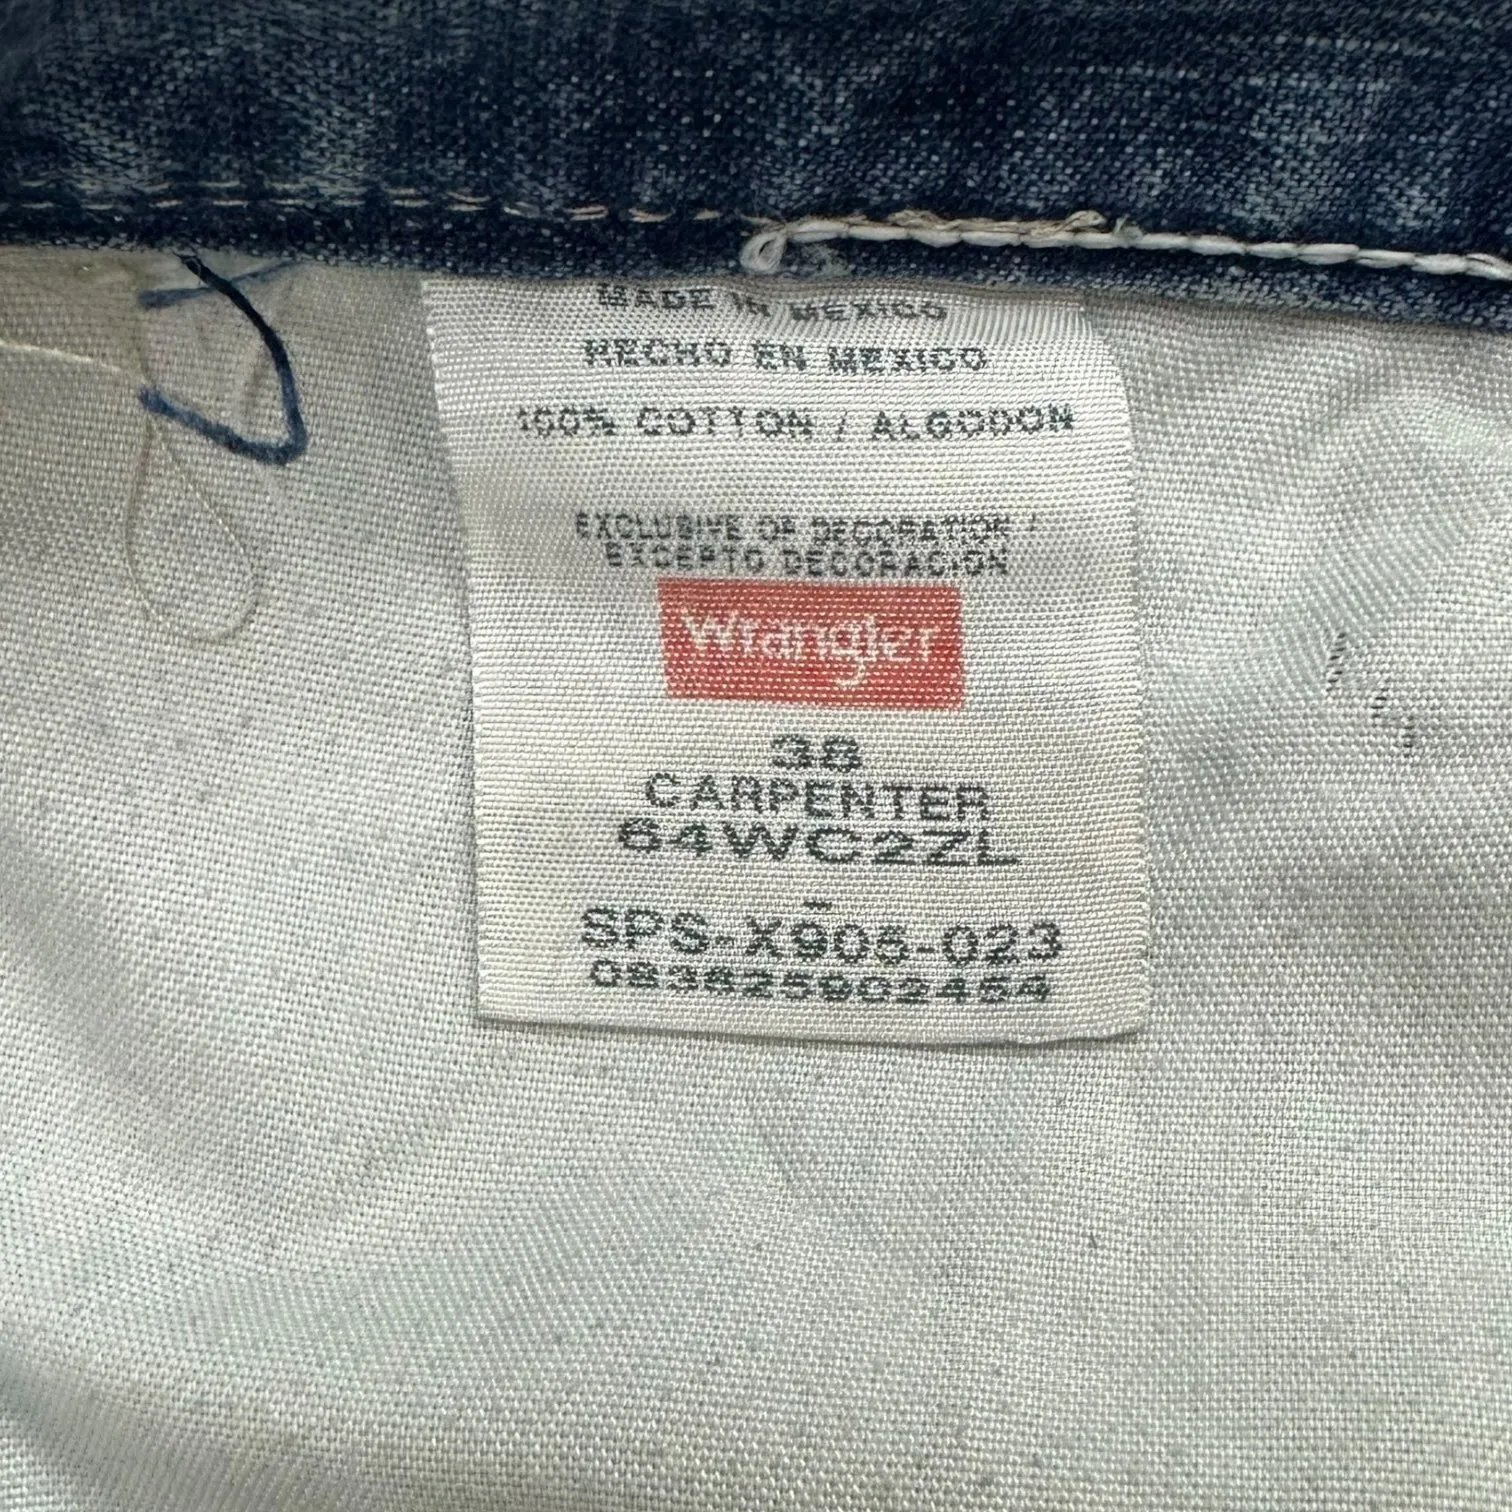 MADE IN MEXICO
HECHO EN MEXICO
100% COTTON / ALGODON
EXCLUSIVE OF DECORATION /
EXCEPTO DECORACION
Wrangler
38
CARPENTER
64WC2ZL
-
SPS-X905-023
083625902454